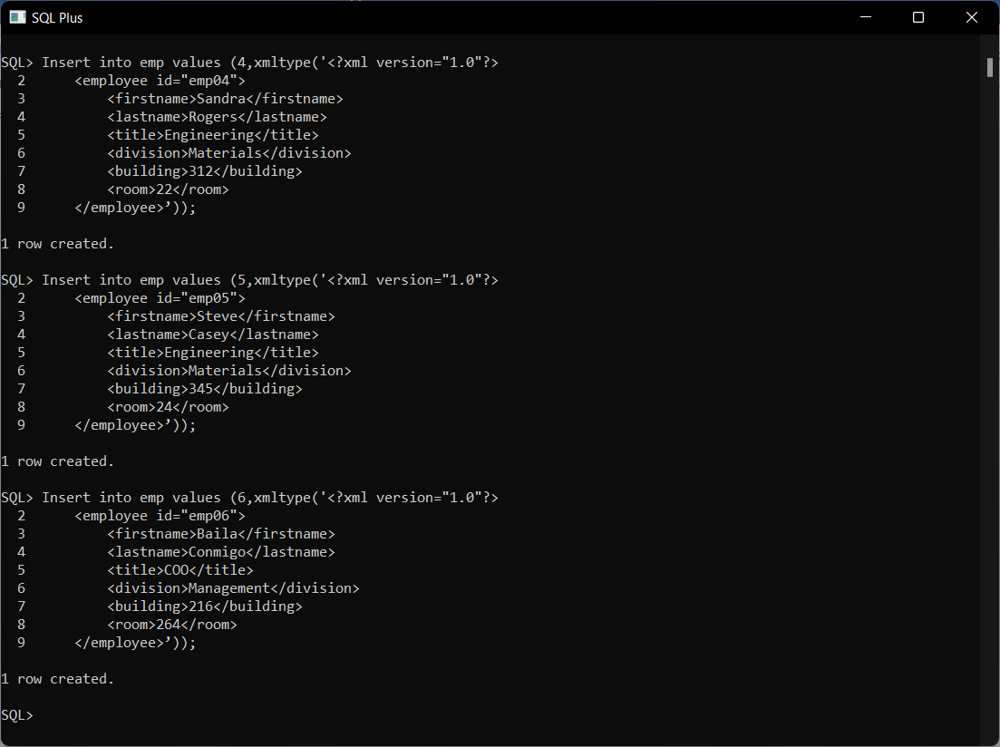 SQL Plus
SQL> Insert into emp values (4,xmltype('<?xml version="1.0"?>
  2      <employee id="emp04">
  3          <firstname>Sandra</firstname>
  4          <lastname>Rogers</lastname>
  5          <title>Engineering</title>
  6          <division>Materials</division>
  7          <building>312</building>
  8          <room>22</room>
  9      </employee>’));
1 row created.
SQL> Insert into emp values (5,xmltype('<?xml version="1.0"?>
  2      <employee id="emp05">
  3          <firstname>Steve</firstname>
  4          <lastname>Casey</lastname>
  5          <title>Engineering</title>
  6          <division>Materials</division>
  7          <building>345</building>
  8          <room>24</room>
  9      </employee>’));
1 row created.
SQL> Insert into emp values (6,xmltype('<?xml version="1.0"?>
  2      <employee id="emp06">
  3          <firstname>Baila</firstname>
  4          <lastname>Conmigo</lastname>
  5          <title>COO</title>
  6          <division>Management</division>
  7          <building>216</building>
  8          <room>264</room>
  9      </employee>’));
1 row created.
SQL>